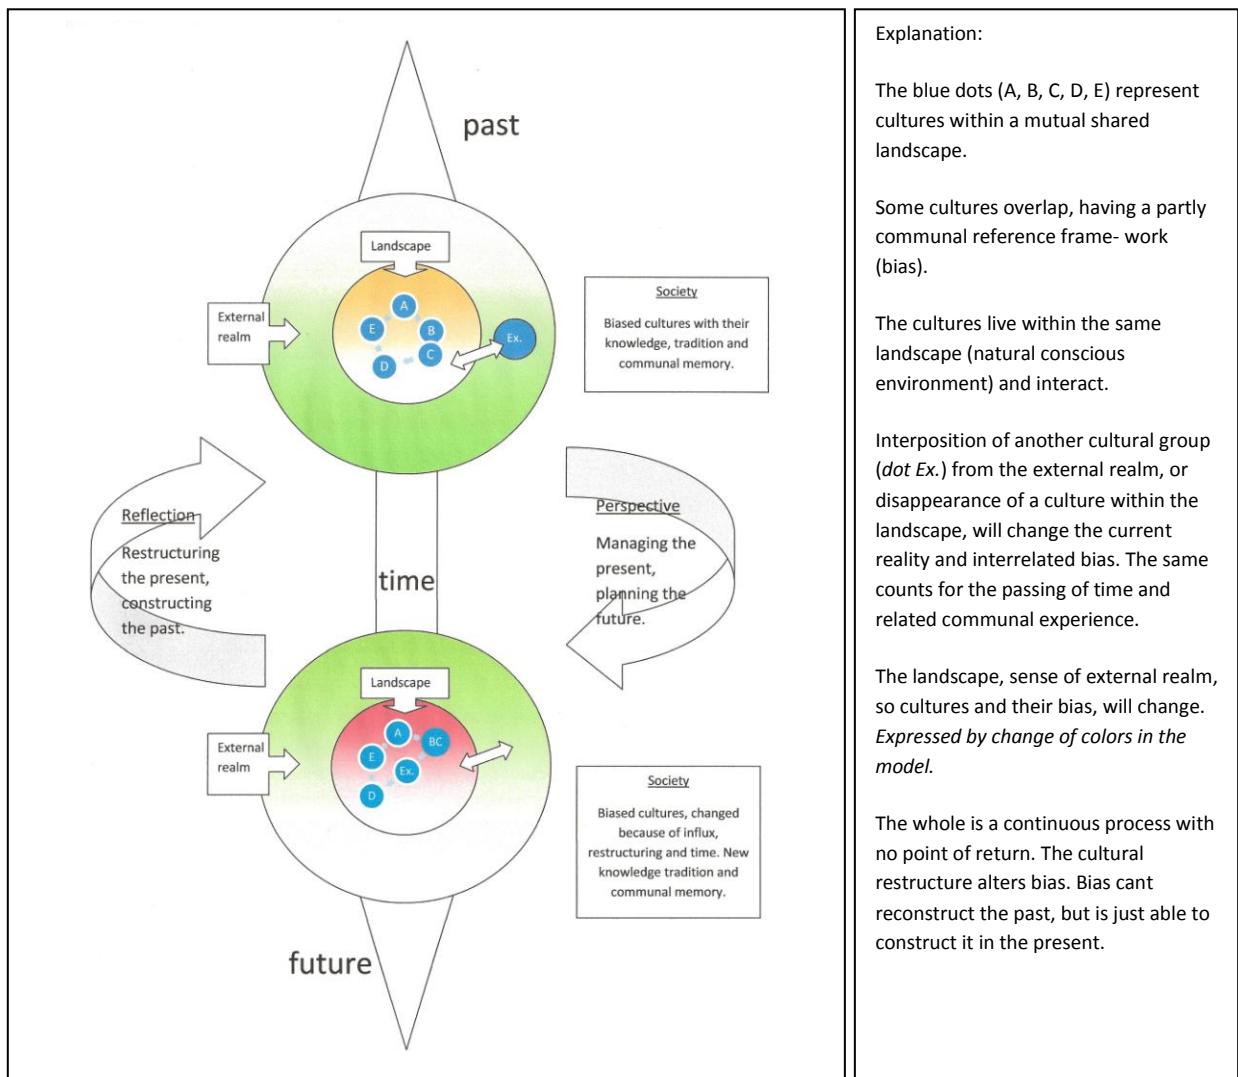 past
Landscape
External
realm
A
B
C
D
E
Ex.
Society
Biased cultures with their
knowledge, tradition and
communal memory.
Reflection
Restructuring
the present,
constructing
the past.
time
Perspective
Managing the
present,
planning the
future.
Landscape
External
realm
A
BC
E
Ex.
D
Society
Biased cultures, changed
because of influx,
restructuring and time. New
knowledge tradition and
communal memory.
future
Explanation:
The blue dots (A, B, C, D, E) represent
cultures within a mutual shared
landscape.
Some cultures overlap, having a partly
communal reference frame- work
(bias).
The cultures live within the same
landscape (natural conscious
environment) and interact.
Interposition of another cultural group
(dot Ex.) from the external realm, or
disappearance of a culture within the
landscape, will change the current
reality and interrelated bias. The same
counts for the passing of time and
related communal experience.
The landscape, sense of external realm,
so cultures and their bias, will change.
Expressed by change of colors in the
model.
The whole is a continuous process with
no point of return. The cultural
restructure alters bias. Bias cant
reconstruct the past, but is just able to
construct it in the present.